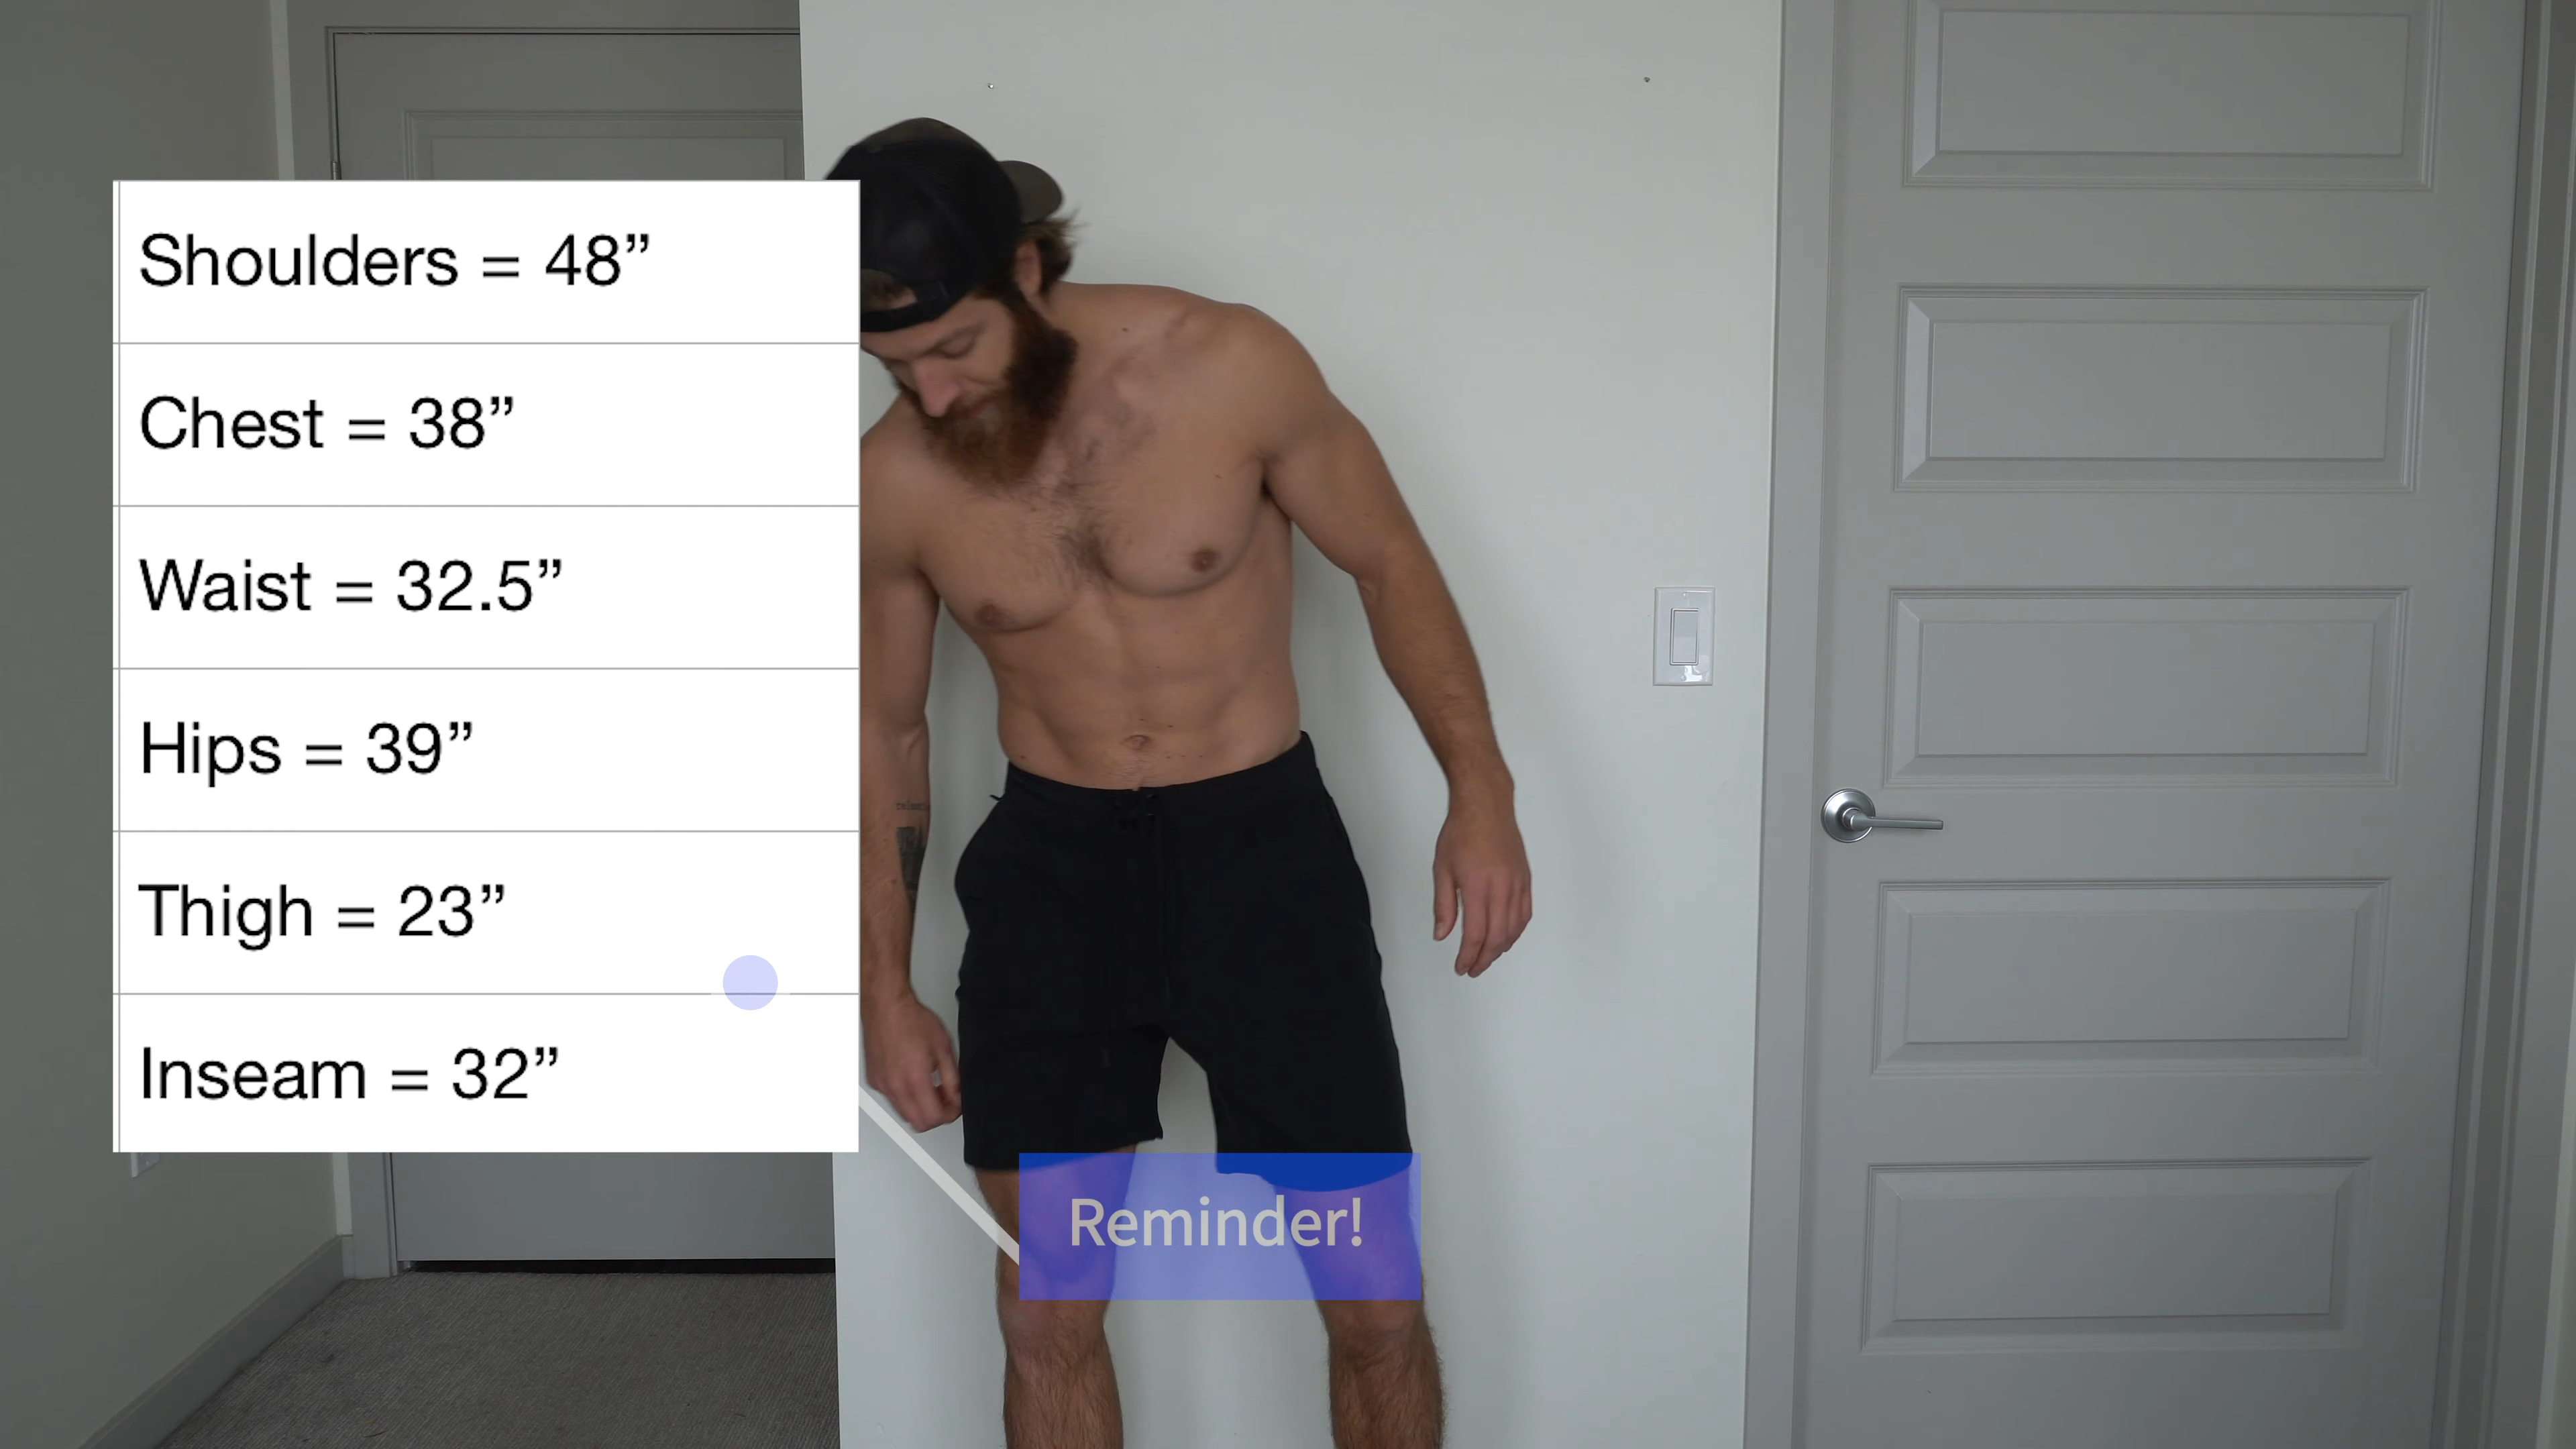 Shoulders = 48”
Chest = 38”
Waist = 32.5”
Hips = 39”
Thigh = 23”
Inseam = 32”
Reminder!